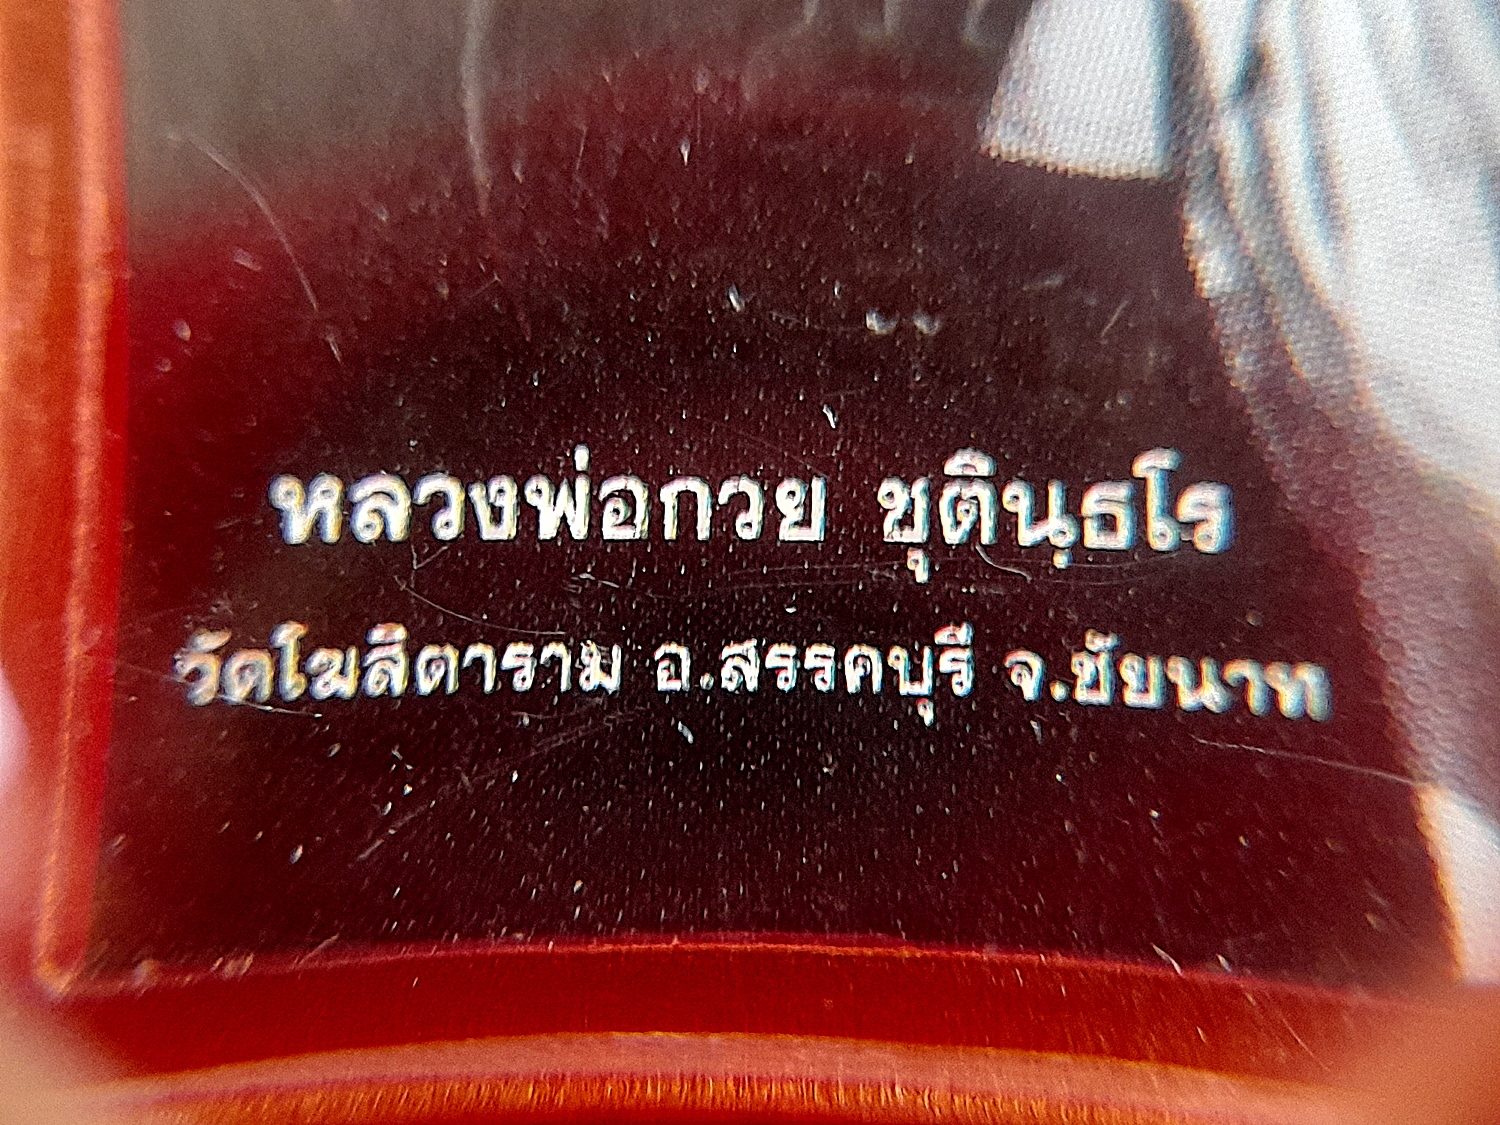 หลวงพ่อกวย ชุตินฺธโร
วัดโฆสิตาราม อ.สรรคบุรี จ.ชัยนาท